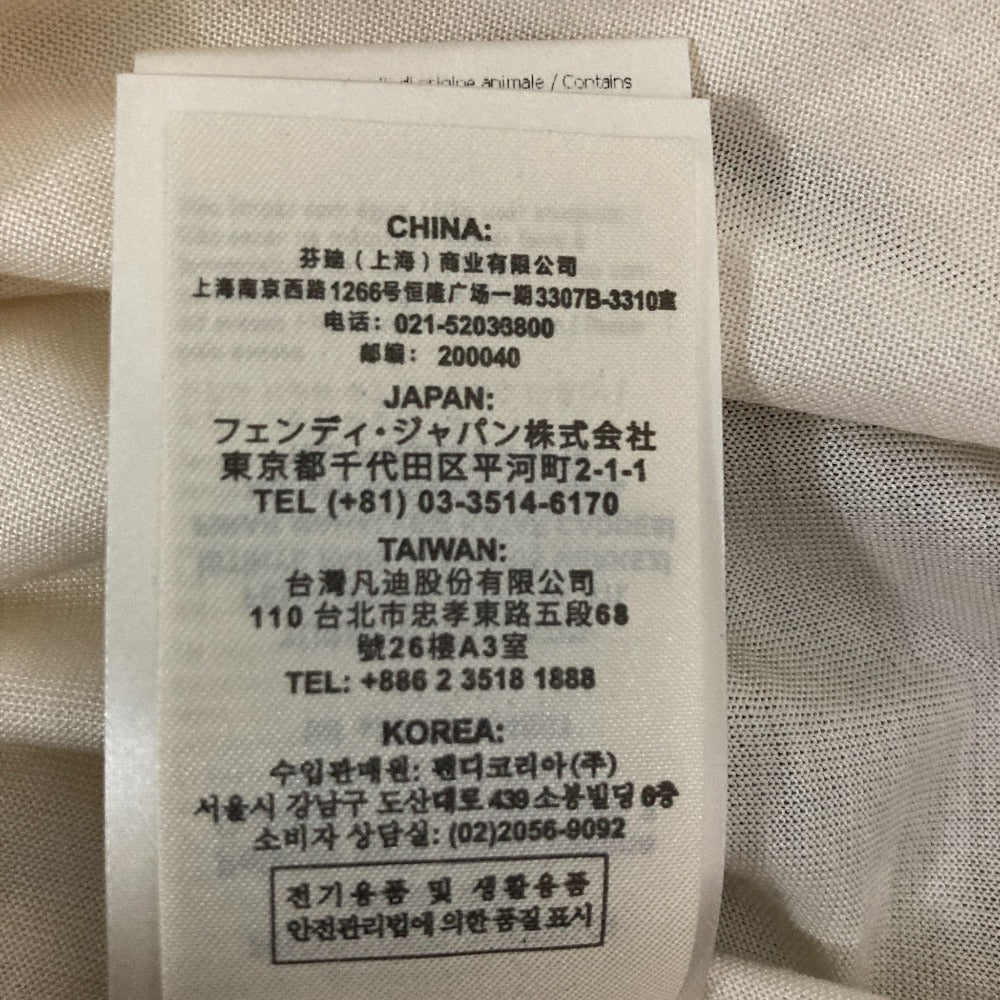 di origine animale / Contains
CHINA:
芬迪（上海）商业有限公司
上海南京西路1266号恒隆广场一期3307B-3310室
电话：021-52036800
邮编：200040
JAPAN:
フェンディ・ジャパン株式会社
東京都千代田区平河町2-1-1
TEL (+81) 03-3514-6170
TAIWAN:
台灣凡迪股份有限公司
110 台北市忠孝東路五段68
號26樓A3室
TEL: +886 2 3518 1888
KOREA:
수입판매원: 펜디코리아(주)
서울시 강남구 도산대로 439 소봉빌딩 6층
소비자 상담실: (02)2056-9092
전기용품 및 생활용품
안전관리법에 의한 품질 표시